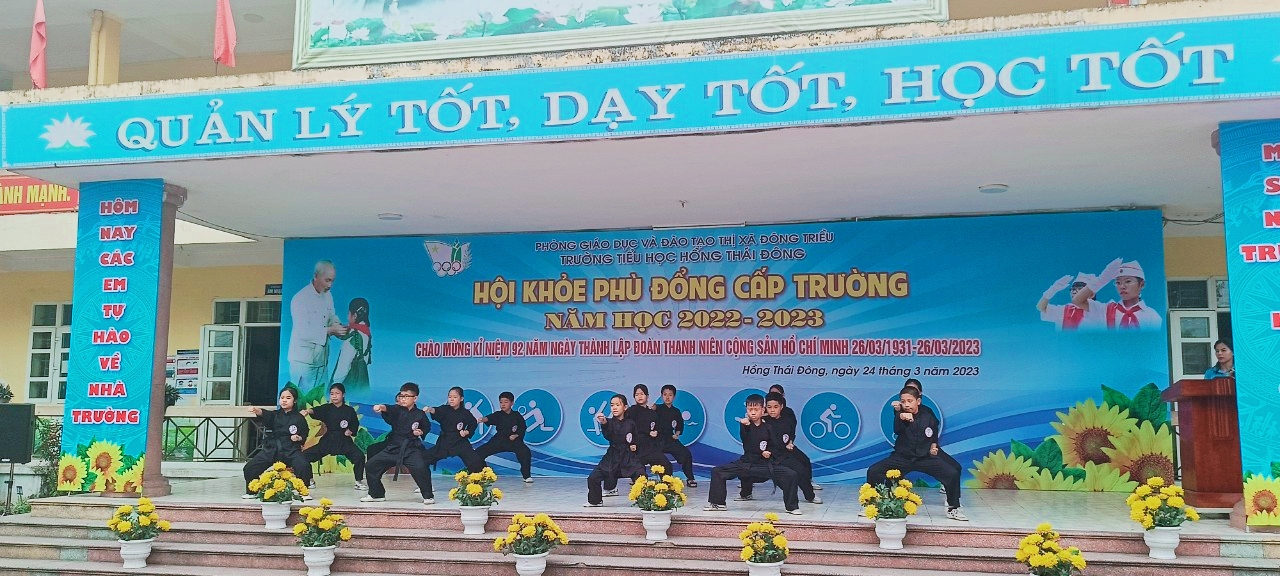 QUẢN LÝ TỐT, DẠY TỐT, HỌC TỐT
ÀNH MẠNH.
HÔM
NAY CÁC
EM
TỰ
HÀO
VỀ
NHÀ
TRƯỜNG
PHÒNG GIÁO DỤC VÀ ĐÀO TẠO THỊ XÃ ĐÔNG TRIỀU
TRƯỜNG TIỂU HỌC HỒNG THÁI ĐÔNG
HỘI KHỎE PHÙ ĐỔNG CẤP TRƯỜNG
NĂM HỌC 2022-2023
CHÀO MỪNG KỈ NIỆM 92 NĂM NGÀY THÀNH LẬP ĐOÀN THANH NIÊN CỘNG SẢN HỒ CHÍ MINH 26/03/1931-26/03/2023
Hồng Thái Đông, ngày 24 tháng 3 năm 2023